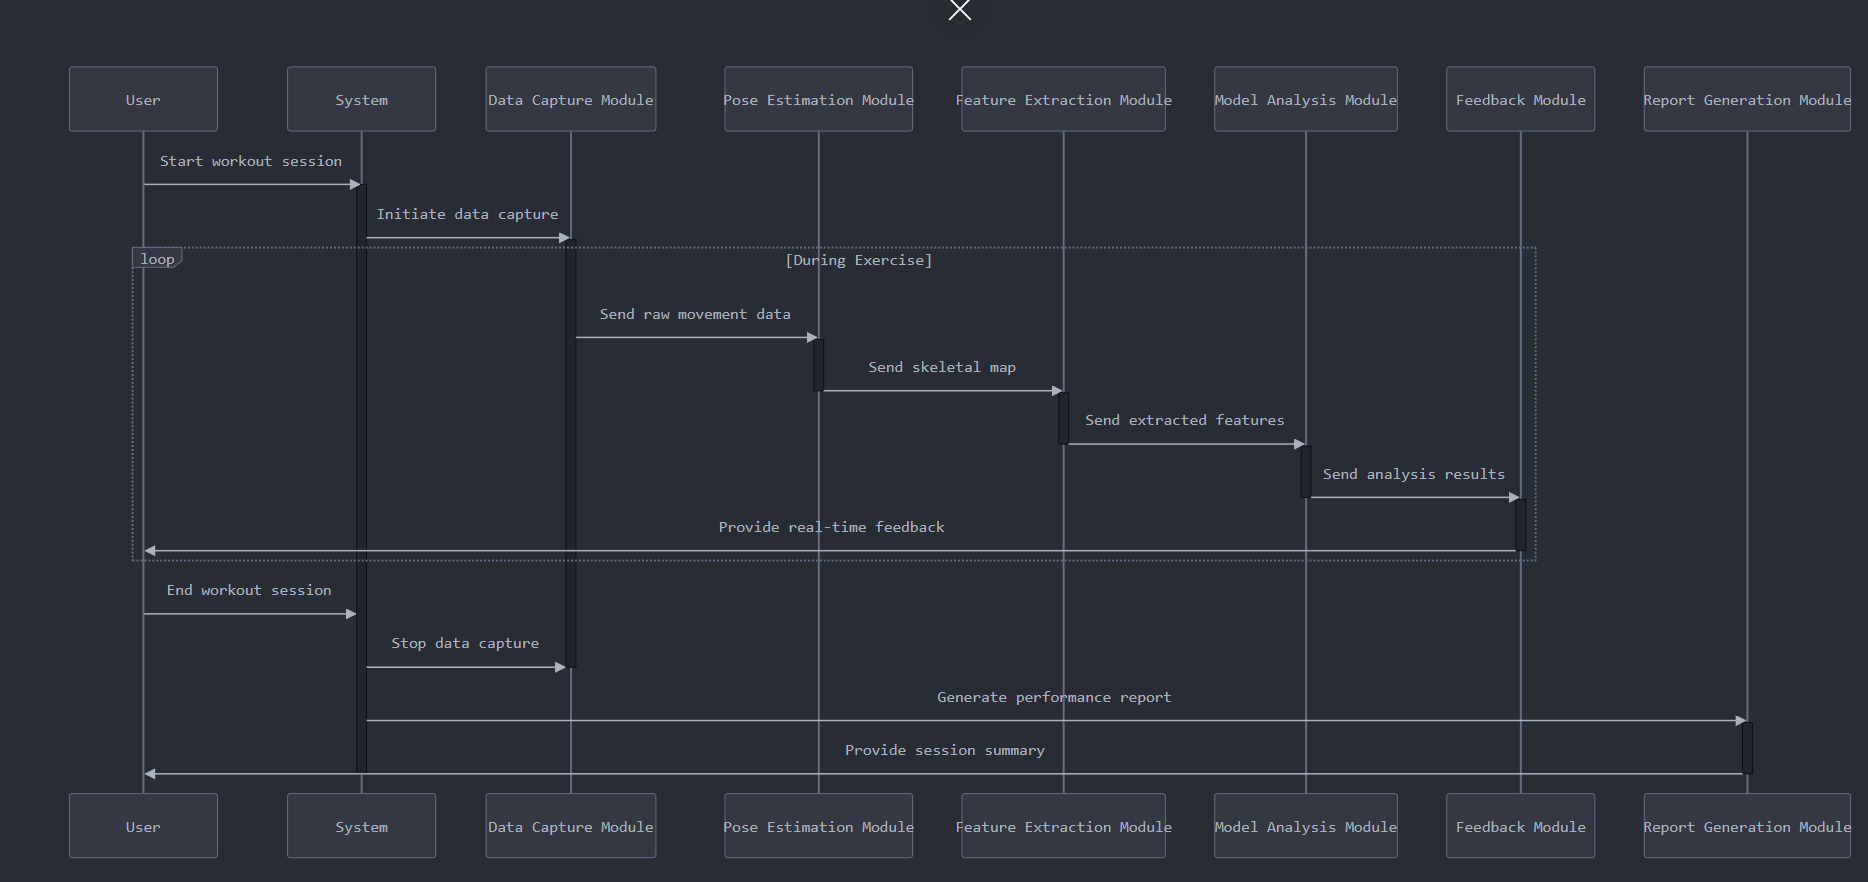 User
System
Data Capture Module
Pose Estimation Module
Feature Extraction Module
Model Analysis Module
Feedback Module
Report Generation Module
Start workout session
Initiate data capture
loop
[During Exercise]
Send raw movement data
Send skeletal map
Send extracted features
Send analysis results
Provide real-time feedback
End workout session
Stop data capture
Generate performance report
Provide session summary
User
System
Data Capture Module
Pose Estimation Module
Feature Extraction Module
Model Analysis Module
Feedback Module
Report Generation Module